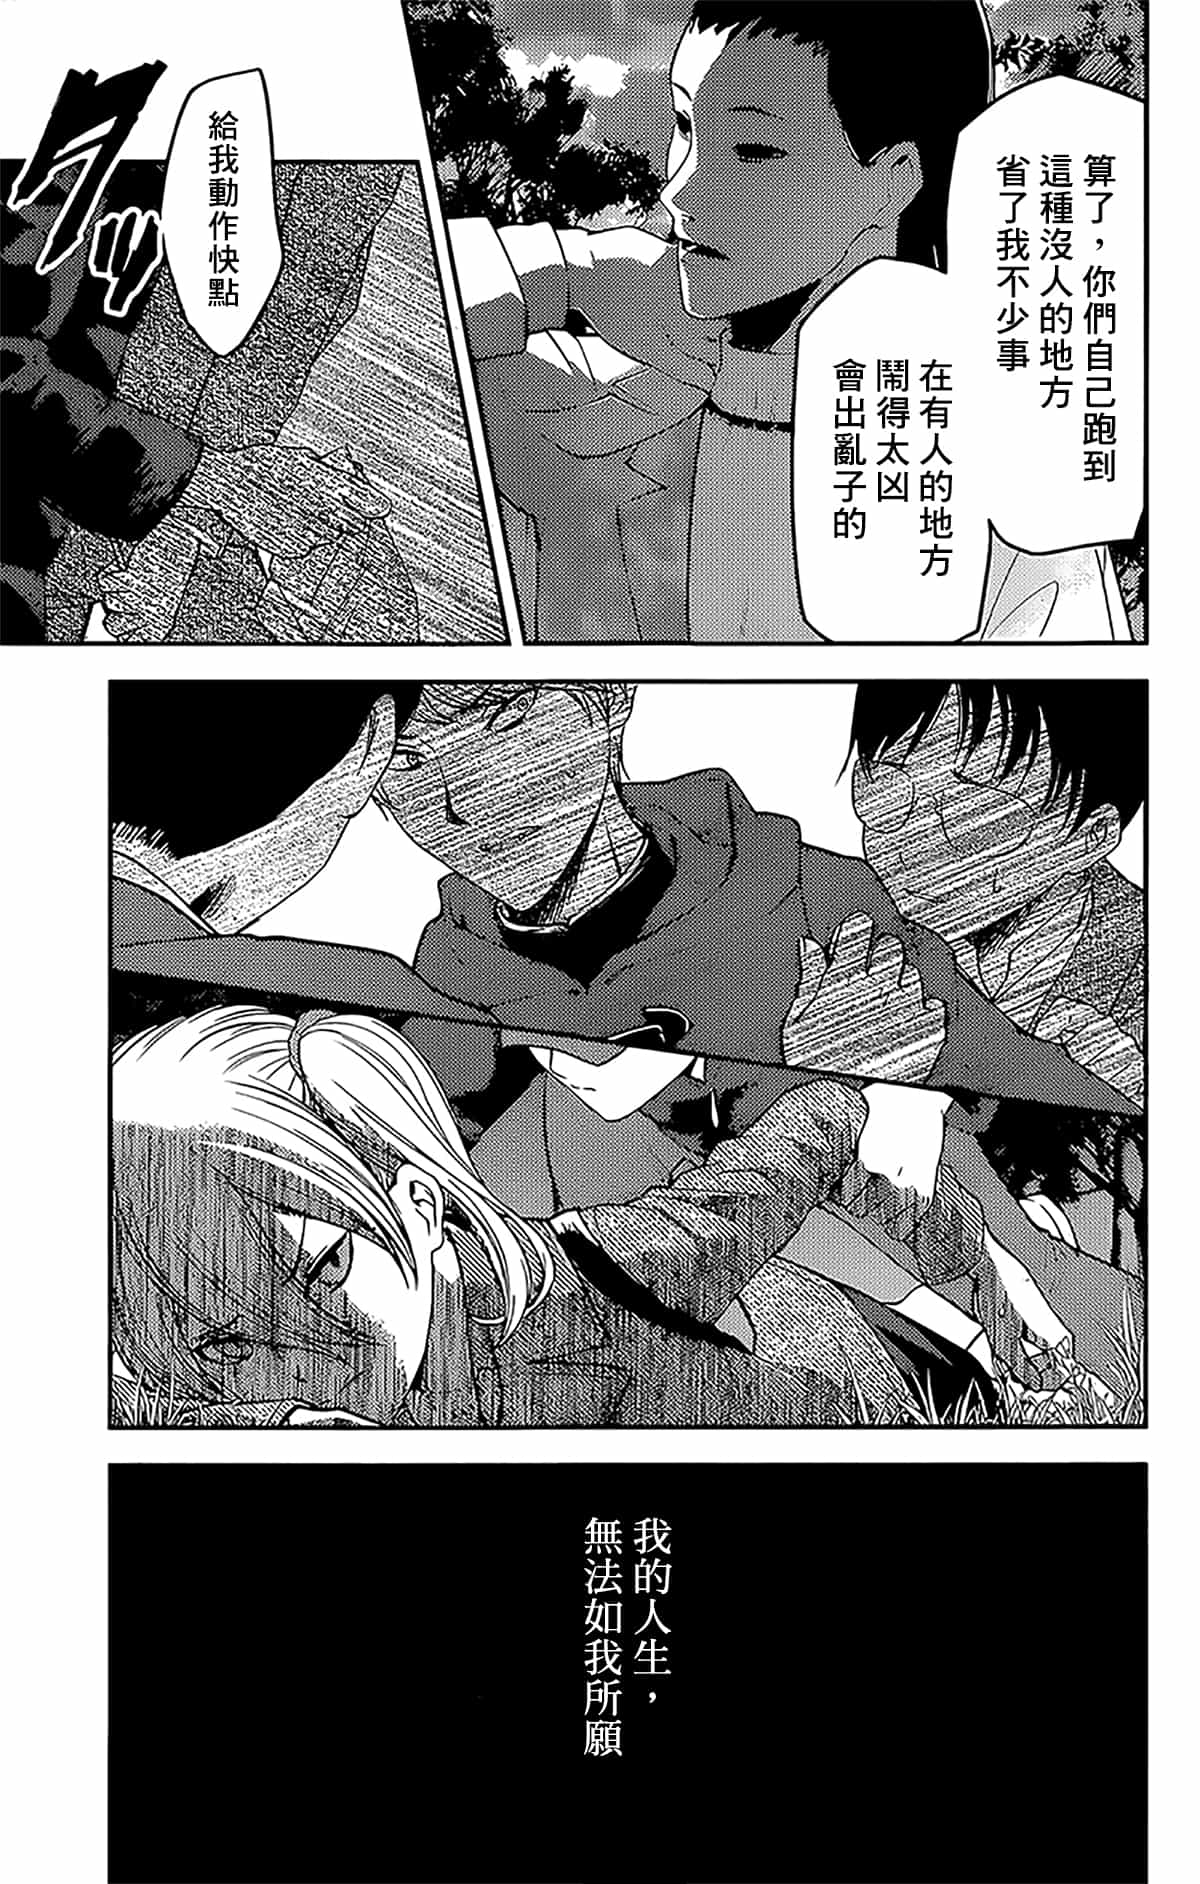 算了，你們自己跑到
這種沒人的地方
省了我不少事
在有人的地方
鬧得太凶
會出亂子的
給我動作快點
グッ
我的人生，
無法如我所願